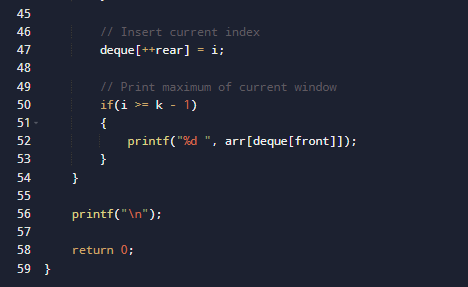 45
46 // Insert current index
47 deque[++rear] = i;
48
49 // Print maximum of current window
50 if(i >= k - 1)
51 {
52 printf("%d ", arr[deque[front]]);
53 }
54 }
55
56 printf("\n");
57
58 return 0;
59 }